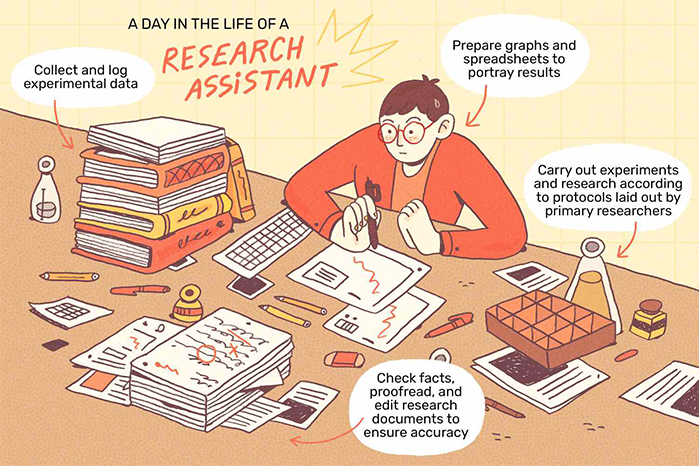 A DAY IN THE LIFE OF A
RESEARCH
ASSISTANT
Collect and log
experimental data
Prepare graphs and
spreadsheets to
portray results
Carry out experiments
and research according
to protocols laid out by
primary researchers
Check facts,
proofread, and
edit research
documents to
ensure accuracy